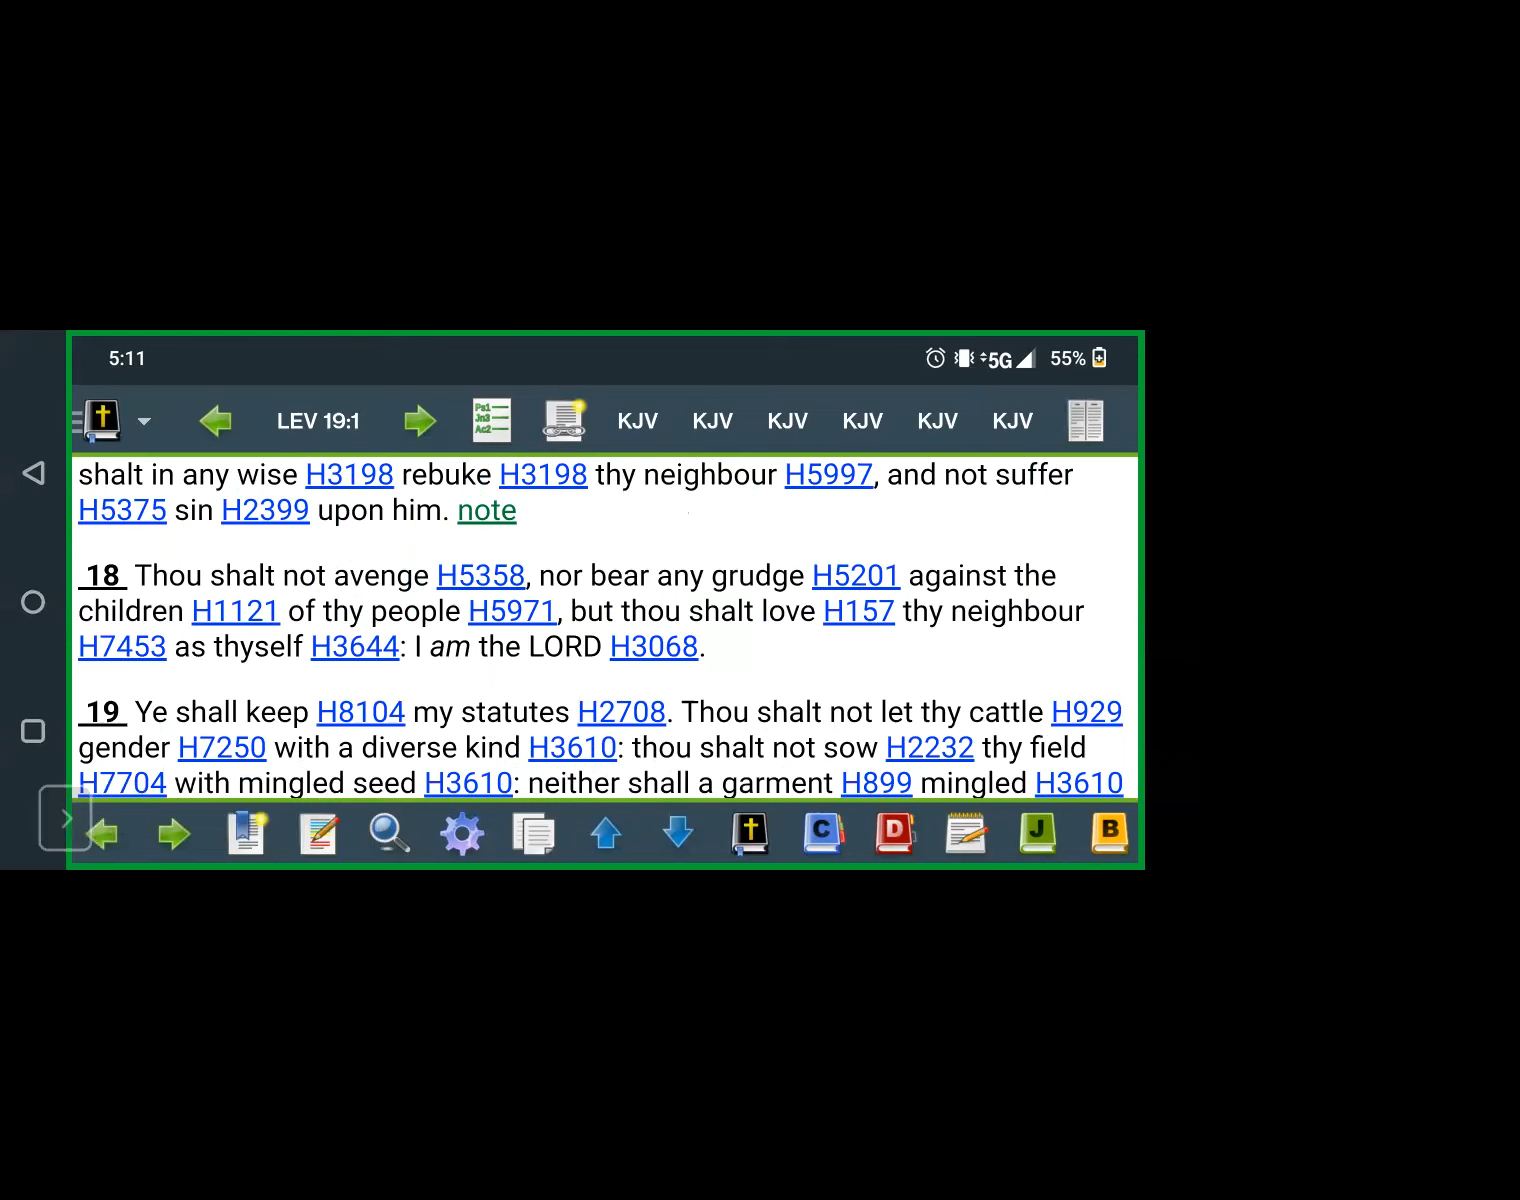 5:11 5G 55%
LEV 19:1 Ps1 Jn3 Ac2 KJV KJV KJV KJV KJV KJV
shalt in any wise H3198 rebuke H3198 thy neighbour H5997, and not suffer
H5375 sin H2399 upon him. note
18 Thou shalt not avenge H5358, nor bear any grudge H5201 against the
children H1121 of thy people H5971, but thou shalt love H157 thy neighbour
H7453 as thyself H3644: I am the LORD H3068.
19 Ye shall keep H8104 my statutes H2708. Thou shalt not let thy cattle H929
gender H7250 with a diverse kind H3610: thou shalt not sow H2232 thy field
H7704 with mingled seed H3610: neither shall a garment H899 mingled H3610
C D J B